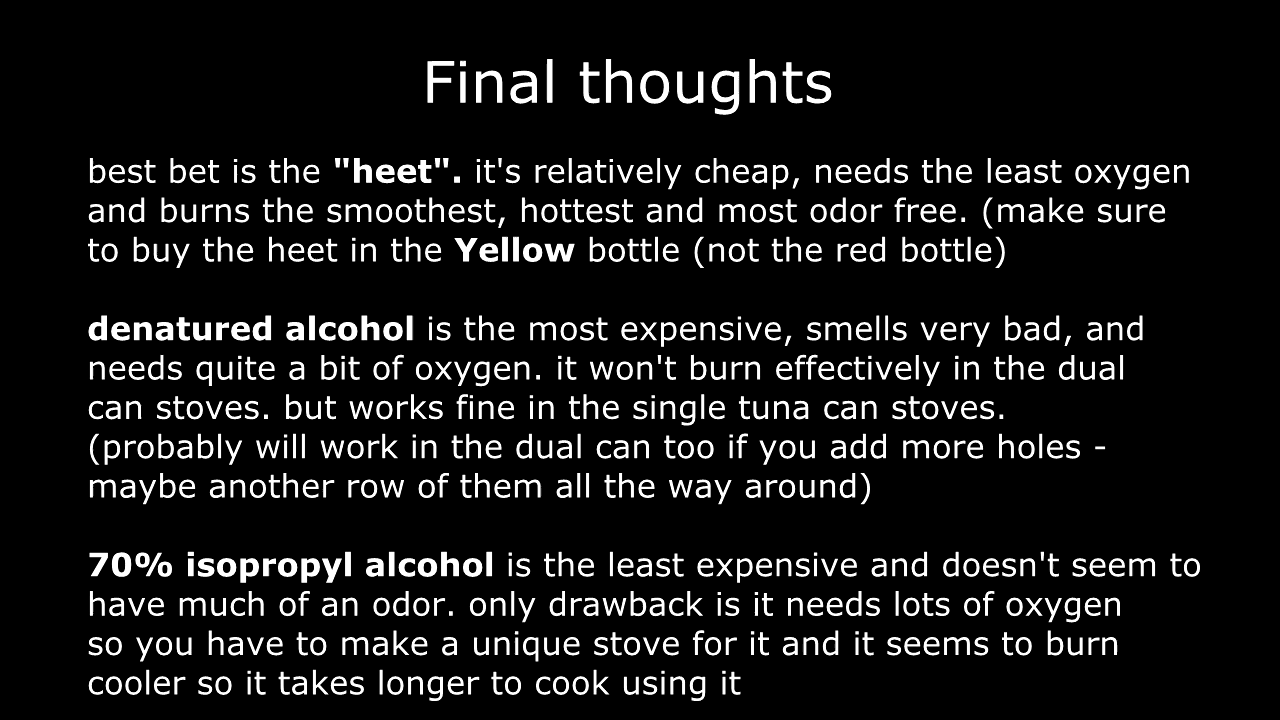 Final thoughts
best bet is the "heet". it's relatively cheap, needs the least oxygen
and burns the smoothest, hottest and most odor free. (make sure
to buy the heet in the Yellow bottle (not the red bottle)
denatured alcohol is the most expensive, smells very bad, and
needs quite a bit of oxygen. it won't burn effectively in the dual
can stoves. but works fine in the single tuna can stoves.
(probably will work in the dual can too if you add more holes -
maybe another row of them all the way around)
70% isopropyl alcohol is the least expensive and doesn't seem to
have much of an odor. only drawback is it needs lots of oxygen
so you have to make a unique stove for it and it seems to burn
cooler so it takes longer to cook using it